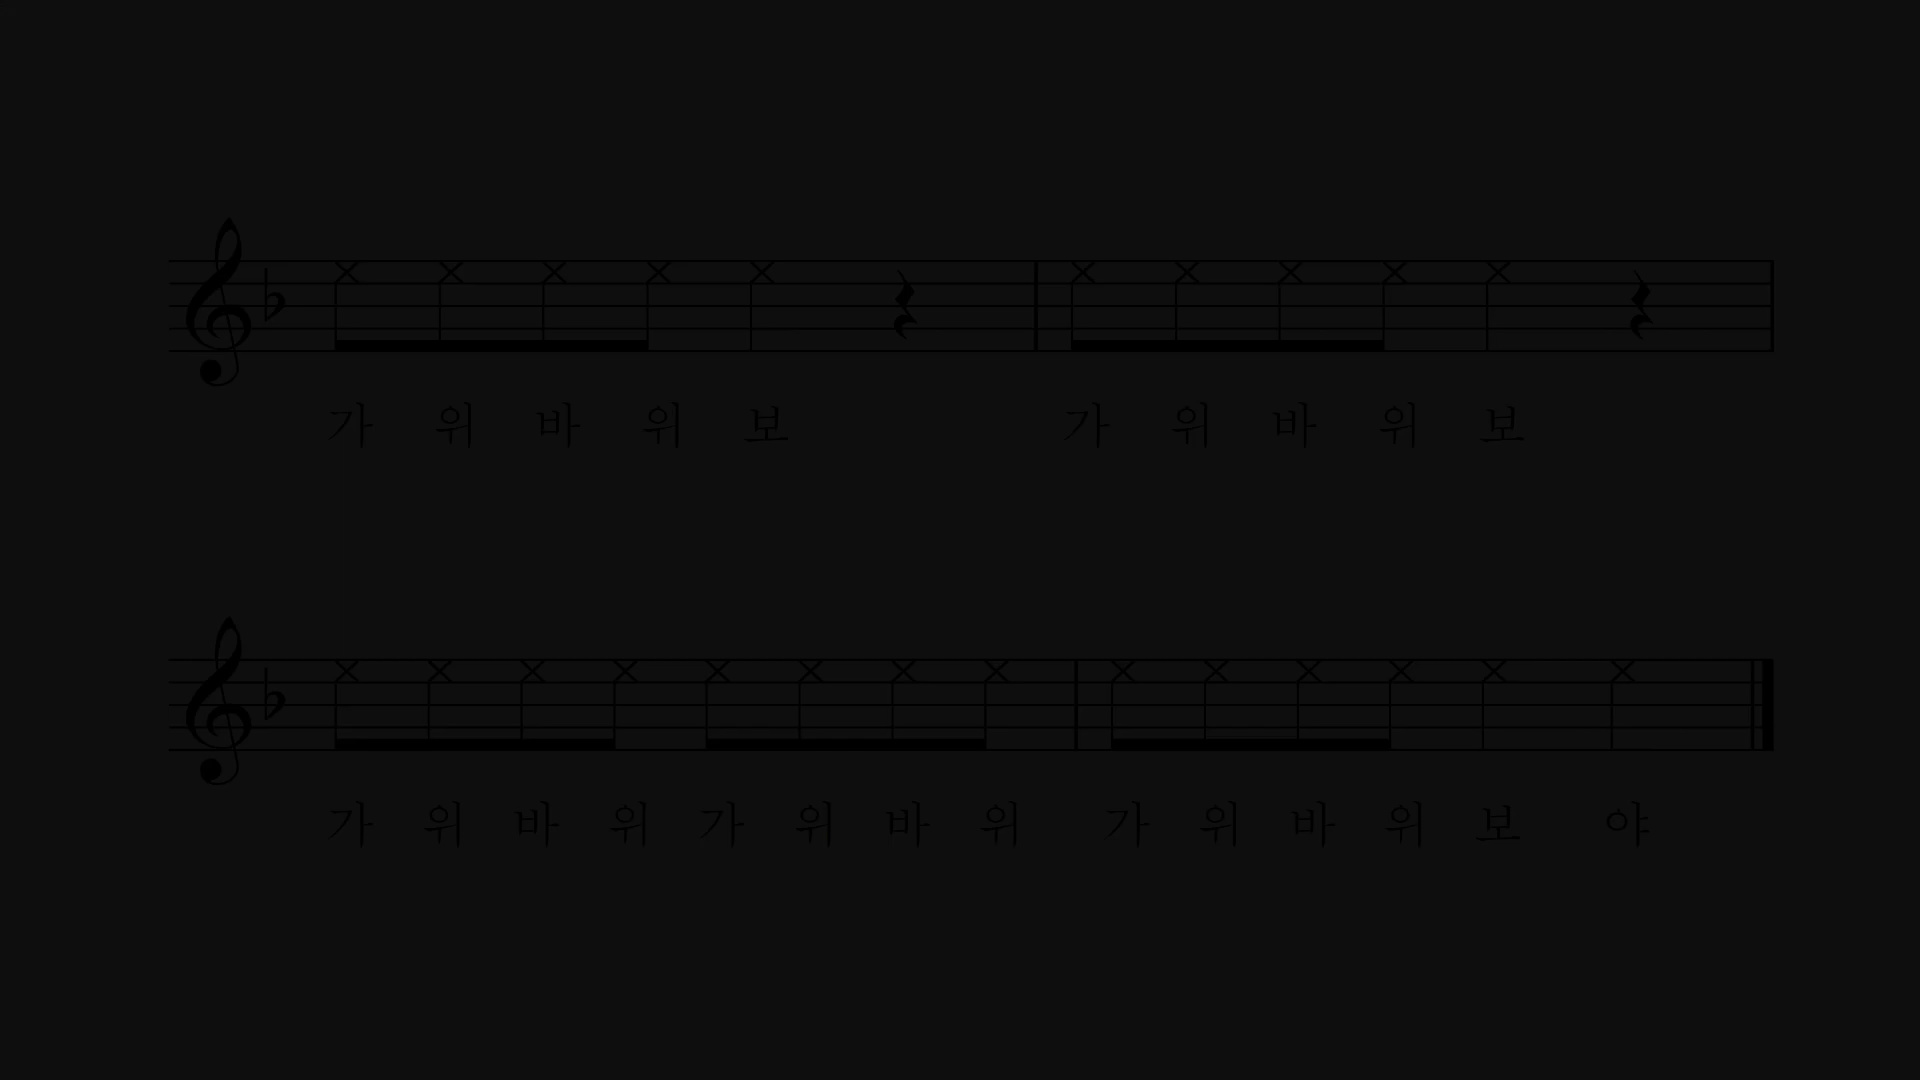 가 위 바 위 보 가 위 바 위 보
가 위 바 위 가 위 바 위 가 위 바 위 보 야